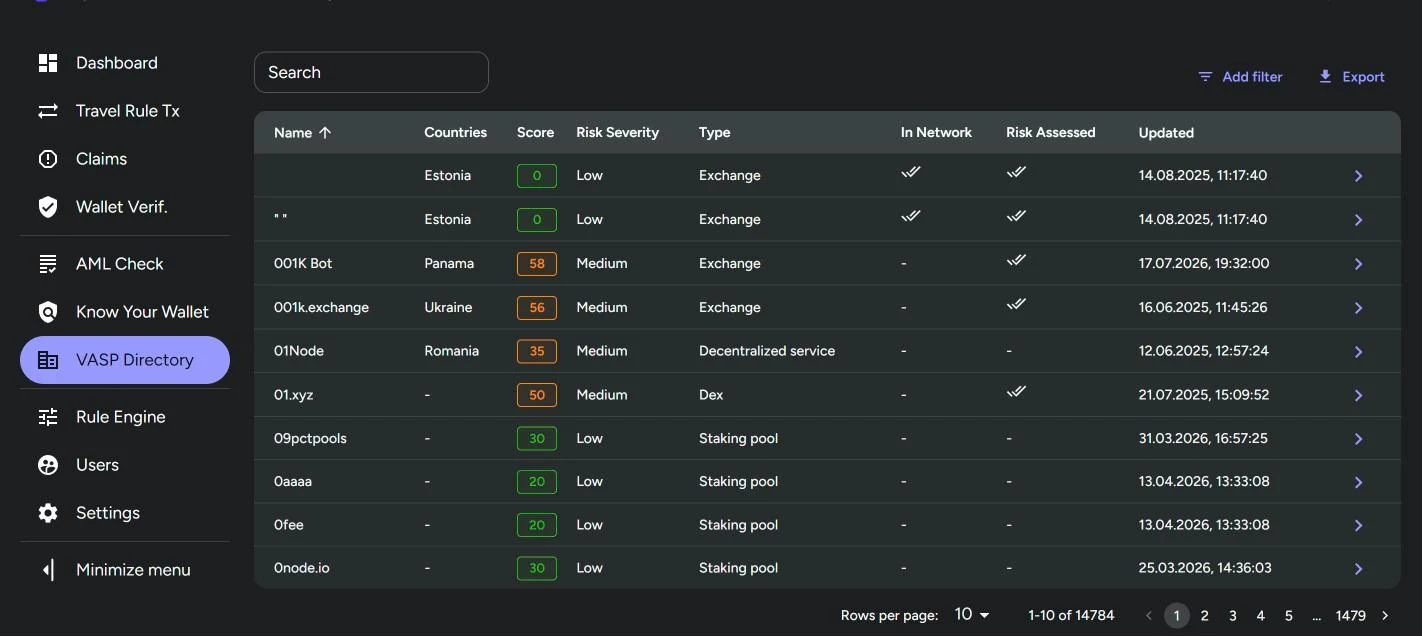 Dashboard
Travel Rule Tx
Claims
Wallet Verif.
AML Check
Know Your Wallet
VASP Directory
Rule Engine
Users
Settings
Minimize menu
Search
Add filter Export
Name Countries Score Risk Severity Type In Network Risk Assessed Updated
Estonia 0 Low Exchange 14.08.2025, 11:17:40
" " Estonia 0 Low Exchange 14.08.2025, 11:17:40
001K Bot Panama 58 Medium Exchange - 17.07.2026, 19:32:00
001k.exchange Ukraine 56 Medium Exchange - 16.06.2025, 11:45:26
01Node Romania 35 Medium Decentralized service - - 12.06.2025, 12:57:24
01.xyz - 50 Medium Dex - 21.07.2025, 15:09:52
09pctpools - 30 Low Staking pool - - 31.03.2026, 16:57:25
0aaaa - 20 Low Staking pool - - 13.04.2026, 13:33:08
0fee - 20 Low Staking pool - - 13.04.2026, 13:33:08
0node.io - 30 Low Staking pool - - 25.03.2026, 14:36:03
Rows per page: 10 1-10 of 14784 1 2 3 4 5 ... 1479